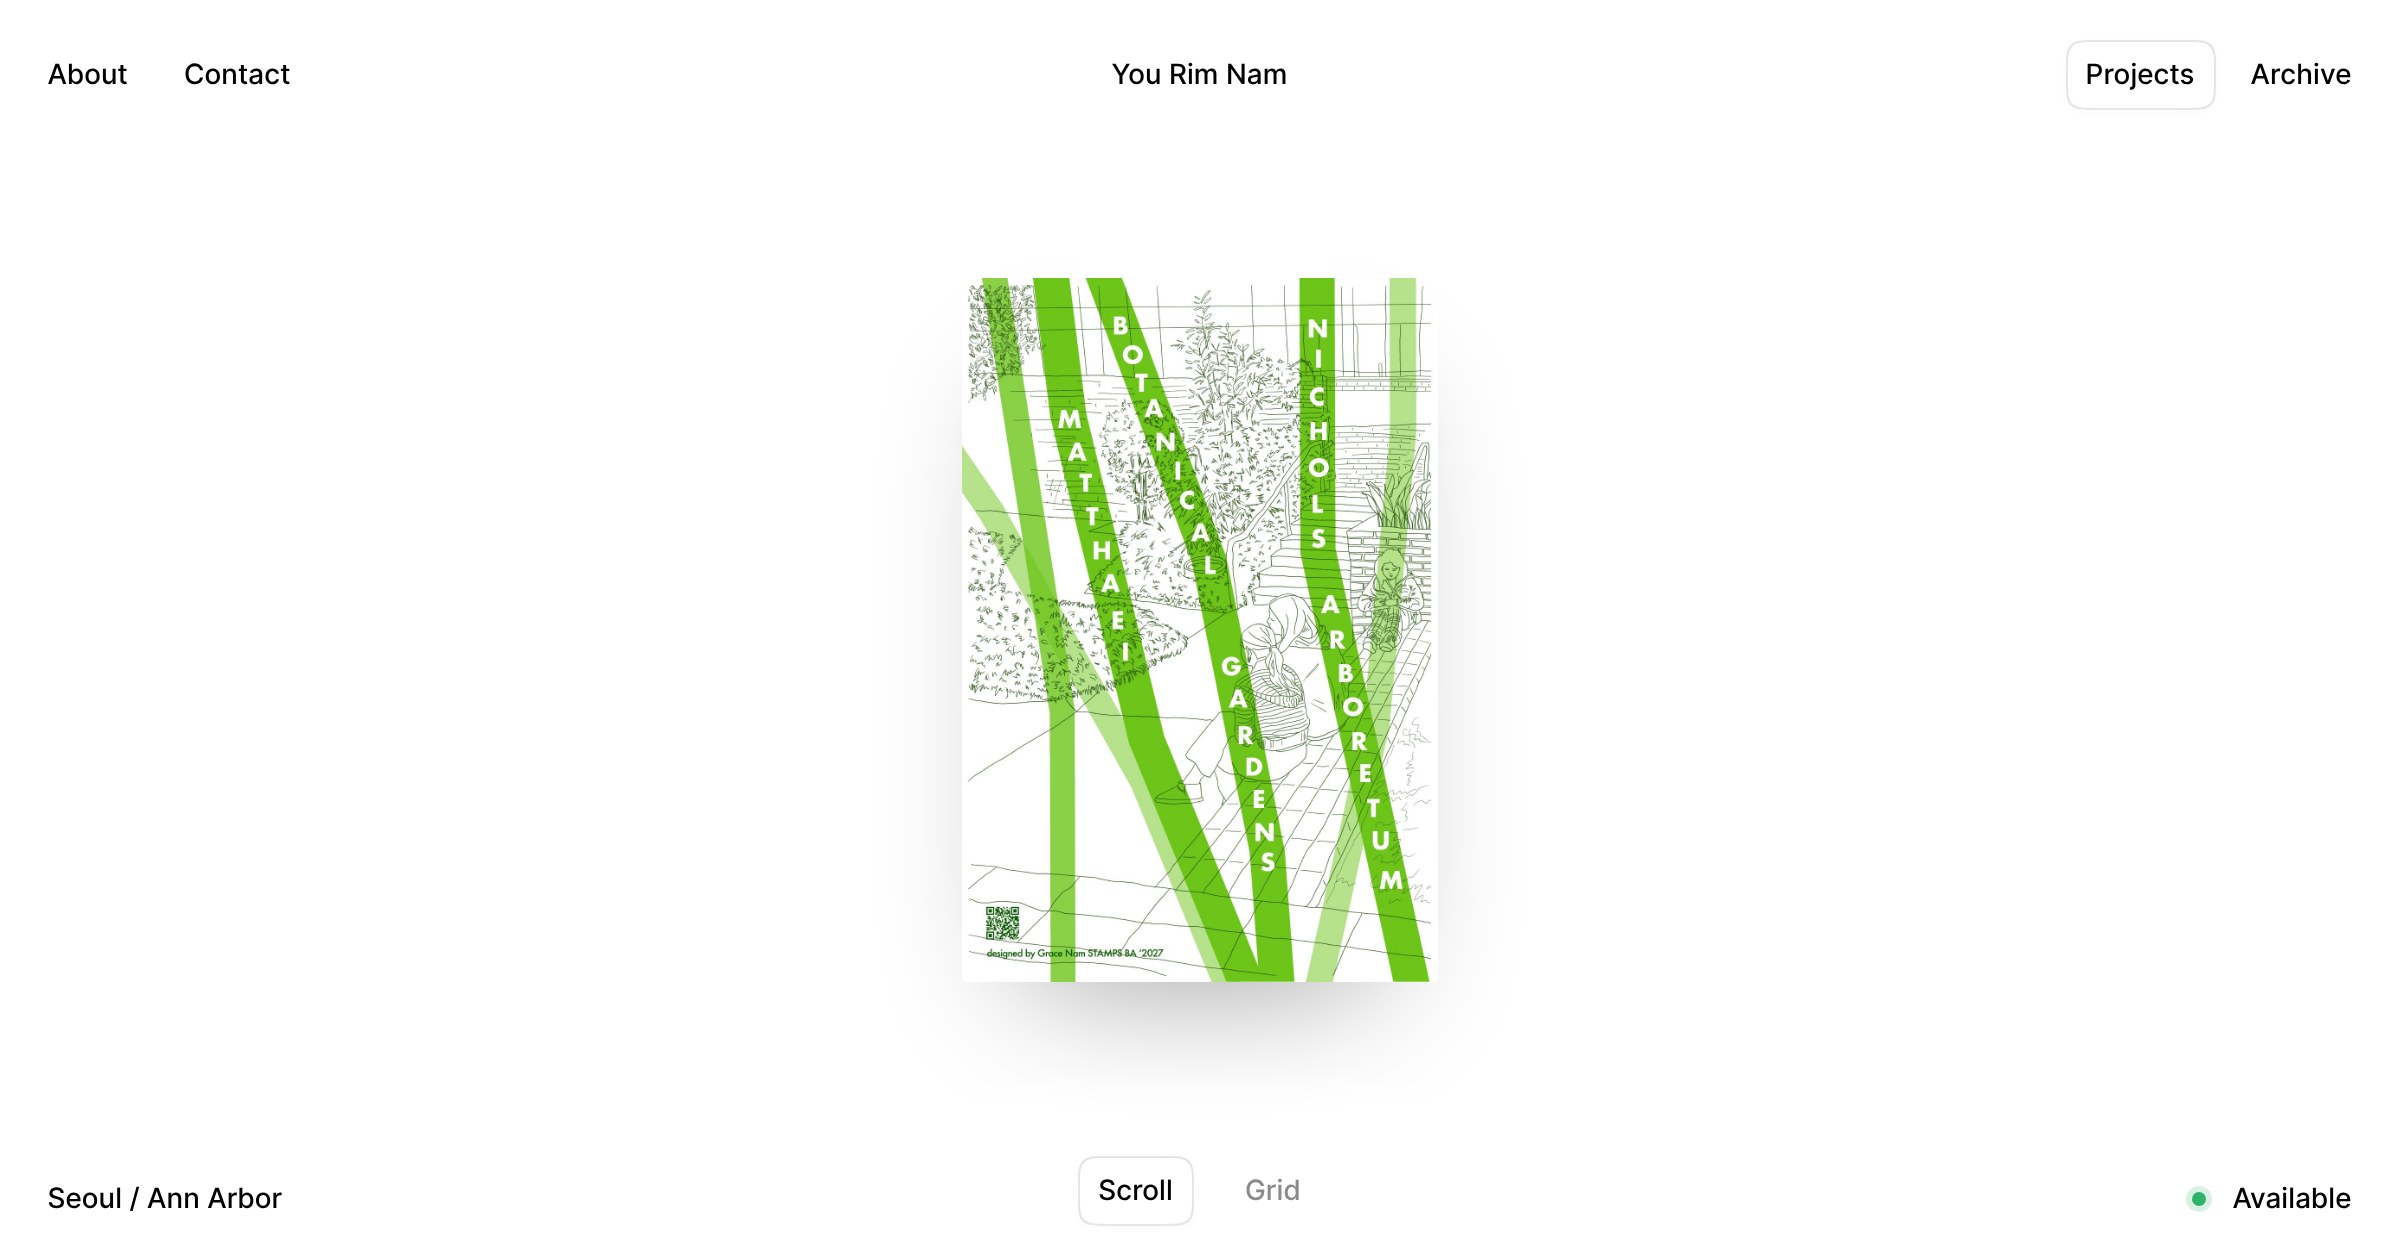 About
Contact
You Rim Nam
Projects
Archive
MATTHAEI
BOTANICAL
GARDENS
NICHOLS
ARBORETUM
designed by Grace Nam STAMPS BA '2027
Seoul / Ann Arbor
Scroll
Grid
Available